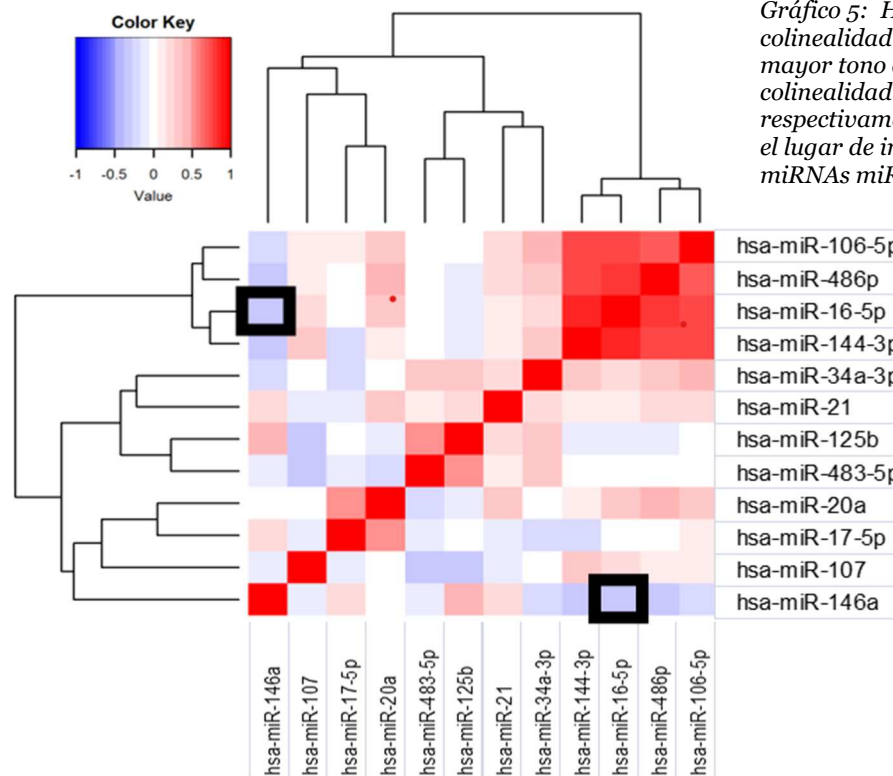 Color Key
-1 -0.5 0 0.5 1
Value
Gráfico 5:
colinealidad
mayor tono
colinealidad
el lugar de
miRNAs
hsa-miR-106-5p
hsa-miR-486p
hsa-miR-16-5p
hsa-miR-144-3p
hsa-miR-34a-3p
hsa-miR-21
hsa-miR-125b
hsa-miR-483-5p
hsa-miR-20a
hsa-miR-17-5p
hsa-miR-107
hsa-miR-146a
hsa-miR-146a
hsa-miR-107
hsa-miR-17-5p
hsa-miR-20a
hsa-miR-483-5p
hsa-miR-125b
hsa-miR-21
hsa-miR-34a-3p
hsa-miR-144-3p
hsa-miR-16-5p
hsa-miR-486p
hsa-miR-106-5p